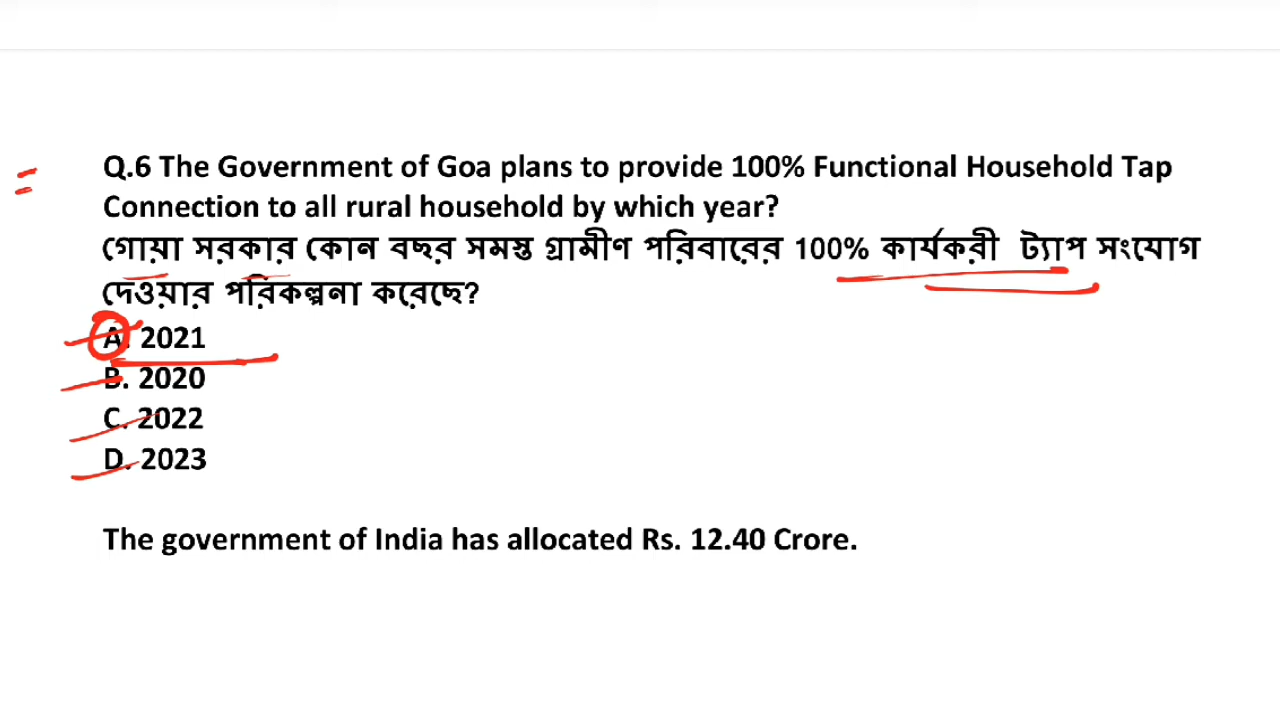 Q.6 The Government of Goa plans to provide 100% Functional Household Tap
Connection to all rural household by which year?
গোয়া সরকার কোন বছর সমস্ত গ্রামীণ পরিবারের 100% কার্যকরী ট্যাপ সংযোগ
দেওয়ার পরিকল্পনা করেছে?
A. 2021
B. 2020
C. 2022
D. 2023
The government of India has allocated Rs. 12.40 Crore.